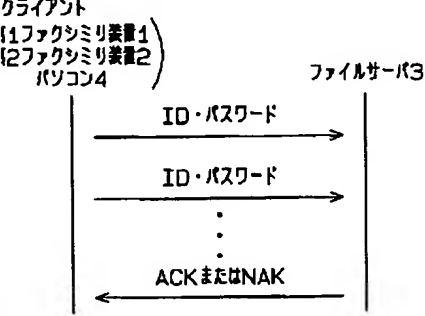 クライアント
第1ファクシミリ装置1
第2ファクシミリ装置2
パソコン4
ファイルサーバ3
ID・パスワード
ID・パスワード
ACKまたはNAK